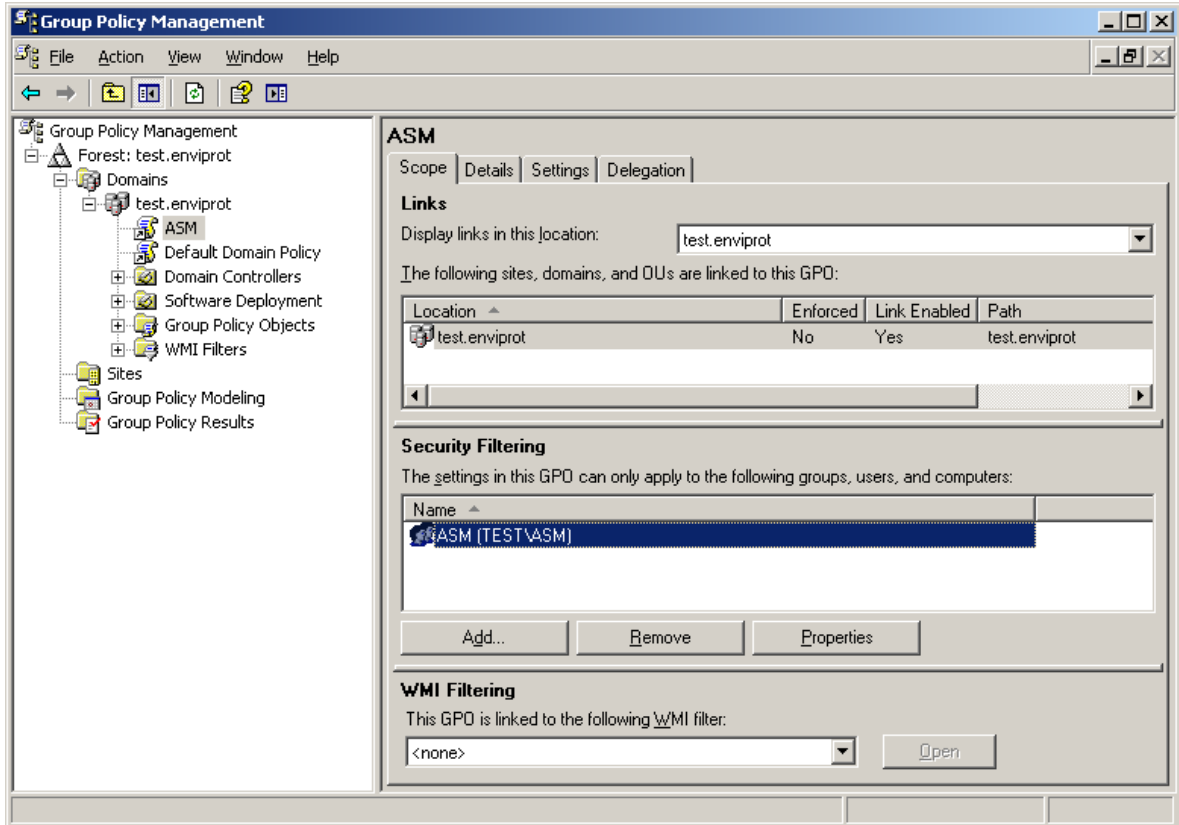 Group Policy Management
File Action View Window Help
Group Policy Management
Forest: test.enviprot
Domains
test.enviprot
ASM
Default Domain Policy
Domain Controllers
Software Deployment
Group Policy Objects
WMI Filters
Sites
Group Policy Modeling
Group Policy Results
ASM
Scope Details Settings Delegation
Links
Display links in this location: test.enviprot
The following sites, domains, and OUs are linked to this GPO:
Location Enforced Link Enabled Path
test.enviprot No Yes test.enviprot
Security Filtering
The settings in this GPO can only apply to the following groups, users, and computers:
Name
ASM (TEST\ASM)
Add... Remove Properties
WMI Filtering
This GPO is linked to the following WMI filter:
<none> Open